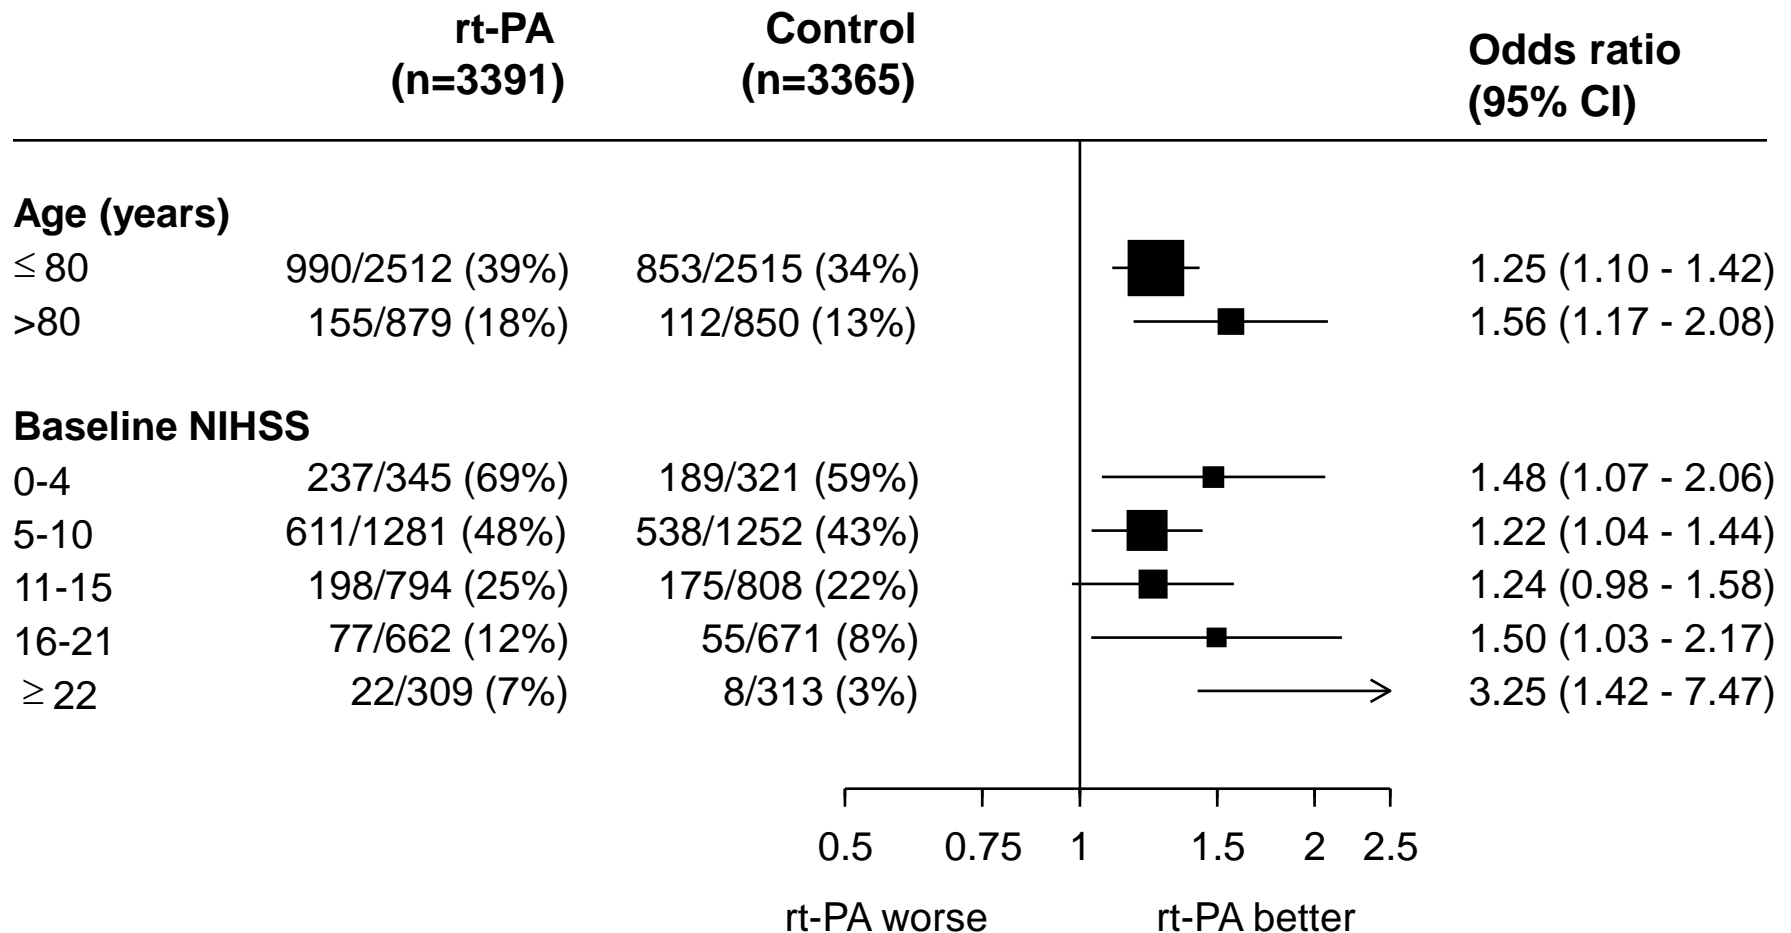 rt-PA Control Odds ratio
(n=3391) (n=3365) (95% CI)
Age (years)
≤ 80 990/2512 (39%) 853/2515 (34%) 1.25 (1.10 - 1.42)
>80 155/879 (18%) 112/850 (13%) 1.56 (1.17 - 2.08)
Baseline NIHSS
0-4 237/345 (69%) 189/321 (59%) 1.48 (1.07 - 2.06)
5-10 611/1281 (48%) 538/1252 (43%) 1.22 (1.04 - 1.44)
11-15 198/794 (25%) 175/808 (22%) 1.24 (0.98 - 1.58)
16-21 77/662 (12%) 55/671 (8%) 1.50 (1.03 - 2.17)
≥ 22 22/309 (7%) 8/313 (3%) 3.25 (1.42 - 7.47)
0.5 0.75 1 1.5 2 2.5
rt-PA worse rt-PA better